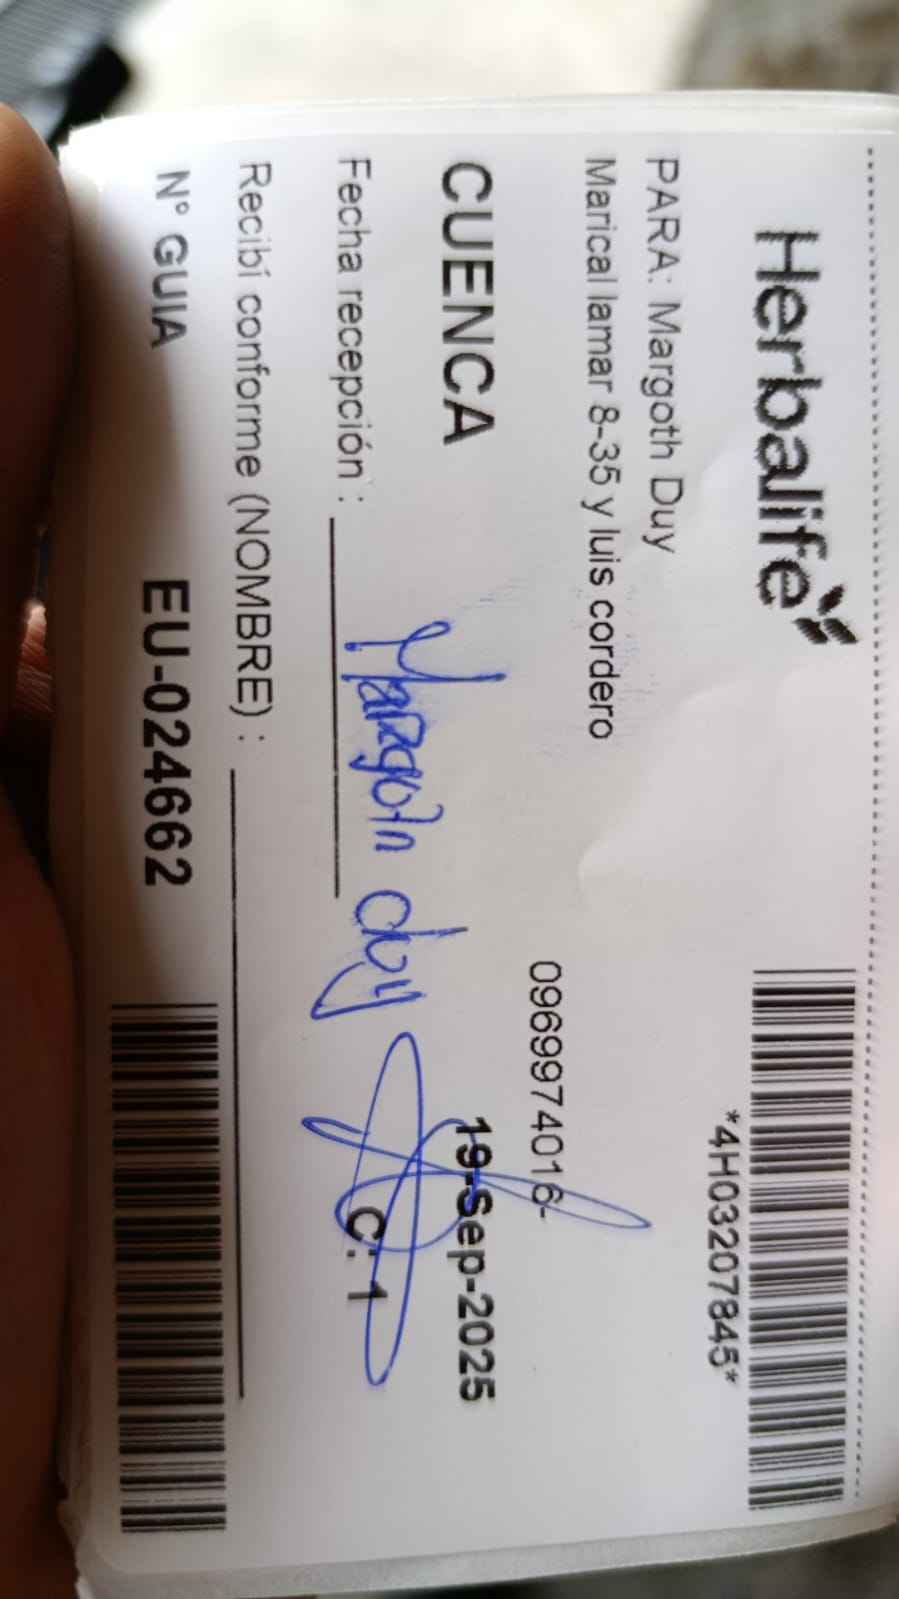 Herbalife
*4H03207845*
PARA: Margoth Duy
Marical lamar 8-35 y luis cordero
0969974016-
CUENCA
19-Sep-2025
Margoth duy
Fecha recepción :
C: 1
Recibí conforme (NOMBRE) :
N° GUIA
EU-024662